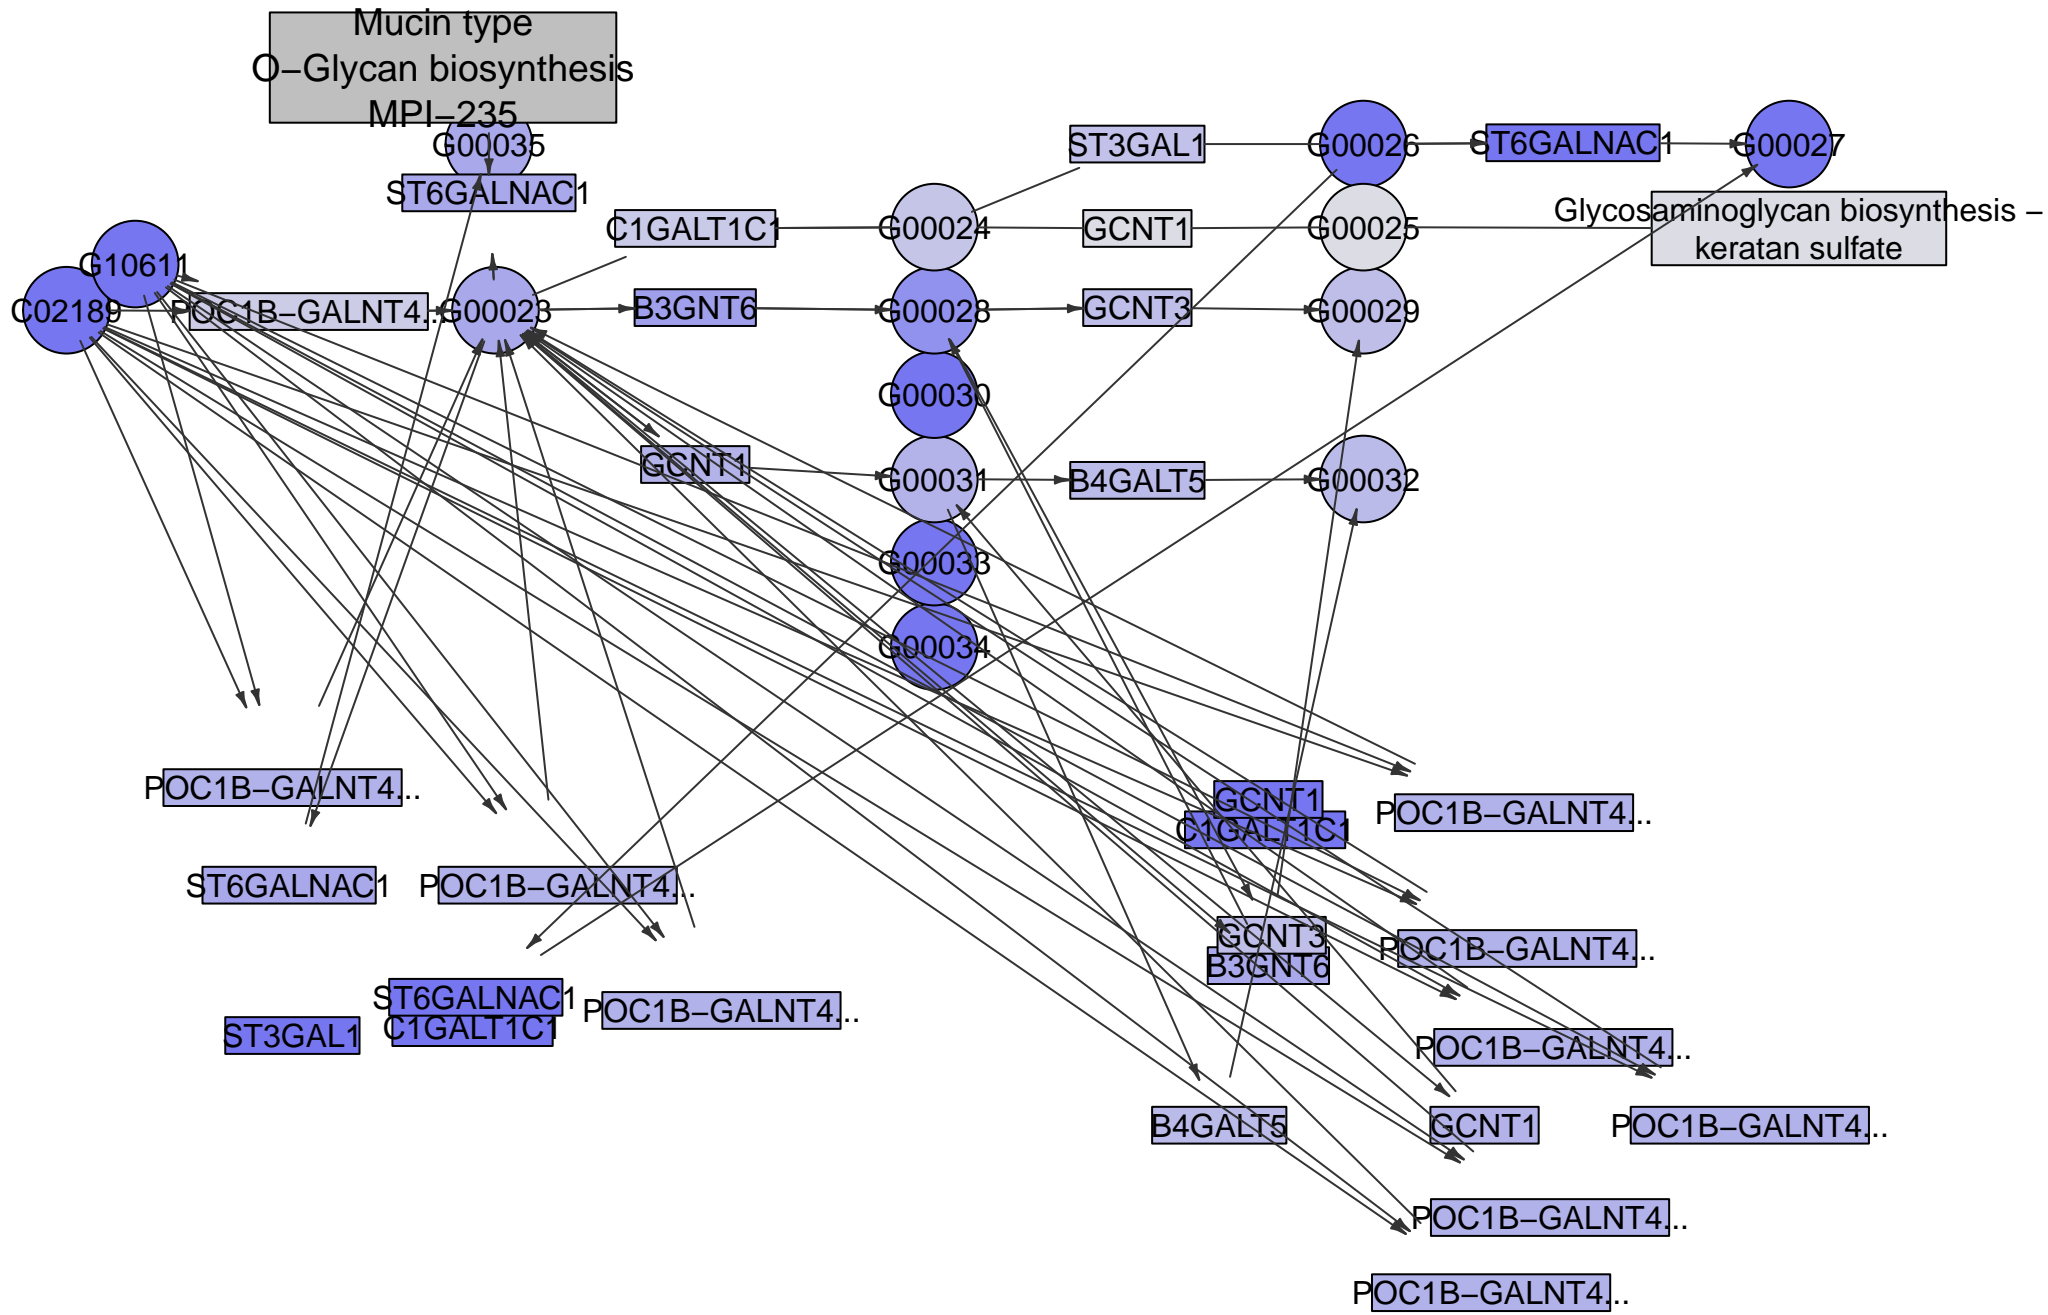 Mucin type
O−Glycan biosynthesis
MPI−235
G00035
ST3GAL1
G00026
ST6GALNAC1
G00027
ST6GALNAC1
C1GALT1C1
G00024
GCNT1
G00025
Glycosaminoglycan biosynthesis −
keratan sulfate
G10611
C02189
POC1B−GALNT4...
G00023
B3GNT6
G00028
GCNT3
G00029
G00030
GCNT1
G00031
B4GALT5
G00032
G00033
G00034
POC1B−GALNT4...
GCNT1
C1GALT1C1
POC1B−GALNT4...
ST6GALNAC1
POC1B−GALNT4...
GCNT3
B3GNT6
POC1B−GALNT4...
ST6GALNAC1
C1GALT1C1
ST3GAL1
POC1B−GALNT4...
POC1B−GALNT4...
B4GALT5
GCNT1
POC1B−GALNT4...
POC1B−GALNT4...
POC1B−GALNT4...